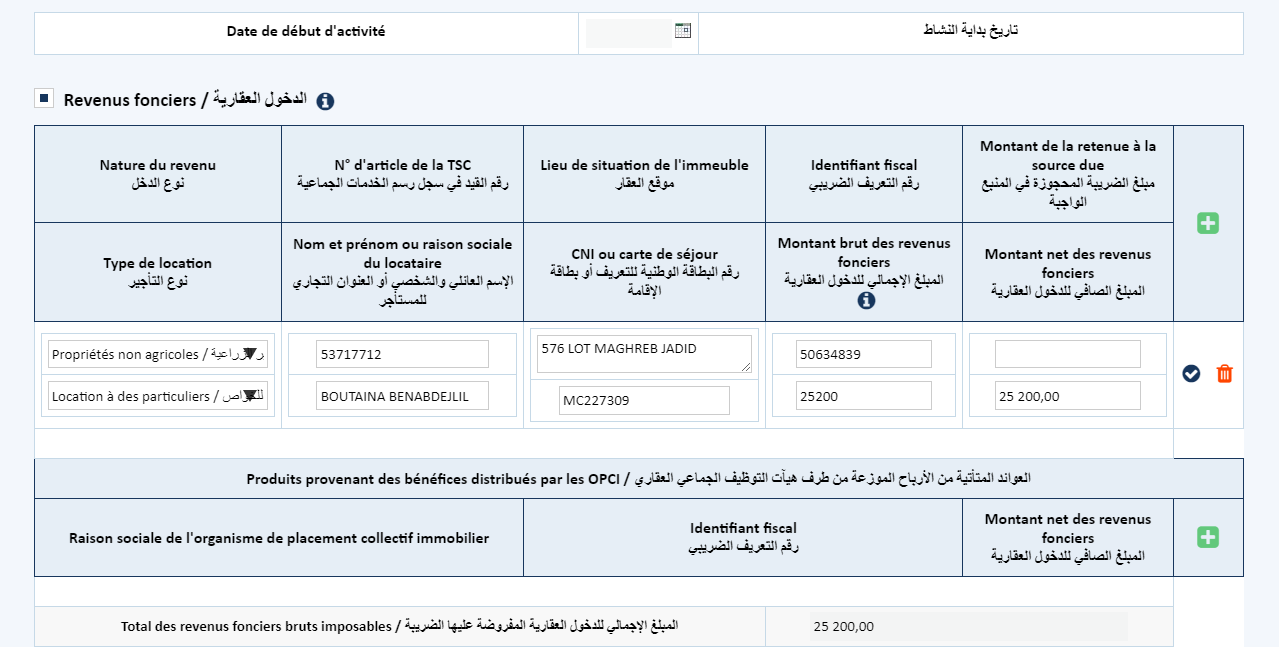 Date de début d'activité
تاريخ بداية النشاط
Revenus fonciers / الدخول العقارية
Nature du revenu
نوع الدخل
N° d'article de la TSC
رقم القيد في سجل رسم الخدمات الجماعية
Lieu de situation de l'immeuble
موقع العقار
Identifiant fiscal
رقم التعريف الضريبي
Montant de la retenue à la
source due
مبلغ الضريبة المحجوزة في المنبع
الواجبة
Type de location
نوع التأجير
Nom et prénom ou raison sociale
du locataire
الإسم العائلي والشخصي أو العنوان التجاري
للمستأجر
CNI ou carte de séjour
رقم البطاقة الوطنية للتعريف أو بطاقة
الإقامة
Montant brut des revenus
fonciers
المبلغ الإجمالي للدخول العقارية
Montant net des revenus
fonciers
المبلغ الصافي للدخول العقارية
Propriétés non agricoles /
53717712
576 LOT MAGHREB JADID
50634839
Location à des particuliers /
BOUTAINA BENABDEJLIL
MC227309
25200
25 200,00
Produits provenant des bénéfices distribués par les OPCI / العوائد المتأتية من الأرباح الموزعة من طرف هيآت التوظيف الجماعي العقاري
Raison sociale de l'organisme de placement collectif immobilier
Identifiant fiscal
رقم التعريف الضريبي
Montant net des revenus
fonciers
المبلغ الصافي للدخول العقارية
Total des revenus fonciers bruts imposables / المبلغ الإجمالي للدخول العقارية المفروضة عليها الضريبة
25 200,00